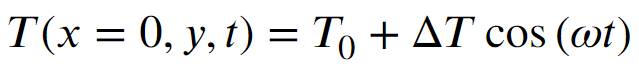 T(x = 0, y, t) = T₀ + ΔT cos (ωt)